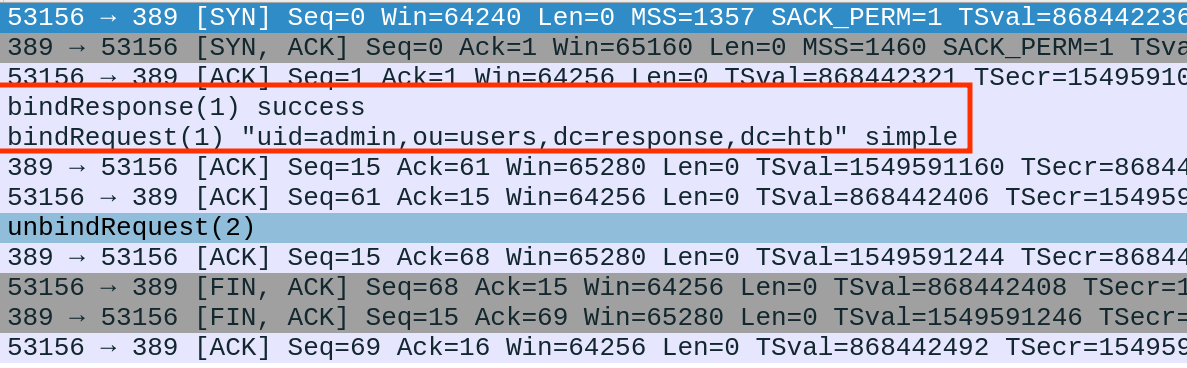 53156 → 389 [SYN] Seq=0 Win=64240 Len=0 MSS=1357 SACK_PERM=1 TSval=868442236
389 → 53156 [SYN, ACK] Seq=0 Ack=1 Win=65160 Len=0 MSS=1460 SACK_PERM=1 TSva
53156 → 389 [ACK] Seq=1 Ack=1 Win=64256 Len=0 TSval=868442321 TSecr=15495910
bindResponse(1) success
bindRequest(1) "uid=admin,ou=users,dc=response,dc=htb" simple
389 → 53156 [ACK] Seq=15 Ack=61 Win=65280 Len=0 TSval=1549591160 TSecr=86844
53156 → 389 [ACK] Seq=61 Ack=15 Win=64256 Len=0 TSval=868442406 TSecr=154959
unbindRequest(2)
389 → 53156 [ACK] Seq=15 Ack=68 Win=65280 Len=0 TSval=1549591244 TSecr=86844
53156 → 389 [FIN, ACK] Seq=68 Ack=15 Win=64256 Len=0 TSval=868442408 TSecr=1
389 → 53156 [FIN, ACK] Seq=15 Ack=69 Win=65280 Len=0 TSval=1549591246 TSecr=
53156 → 389 [ACK] Seq=69 Ack=16 Win=64256 Len=0 TSval=868442492 TSecr=154959